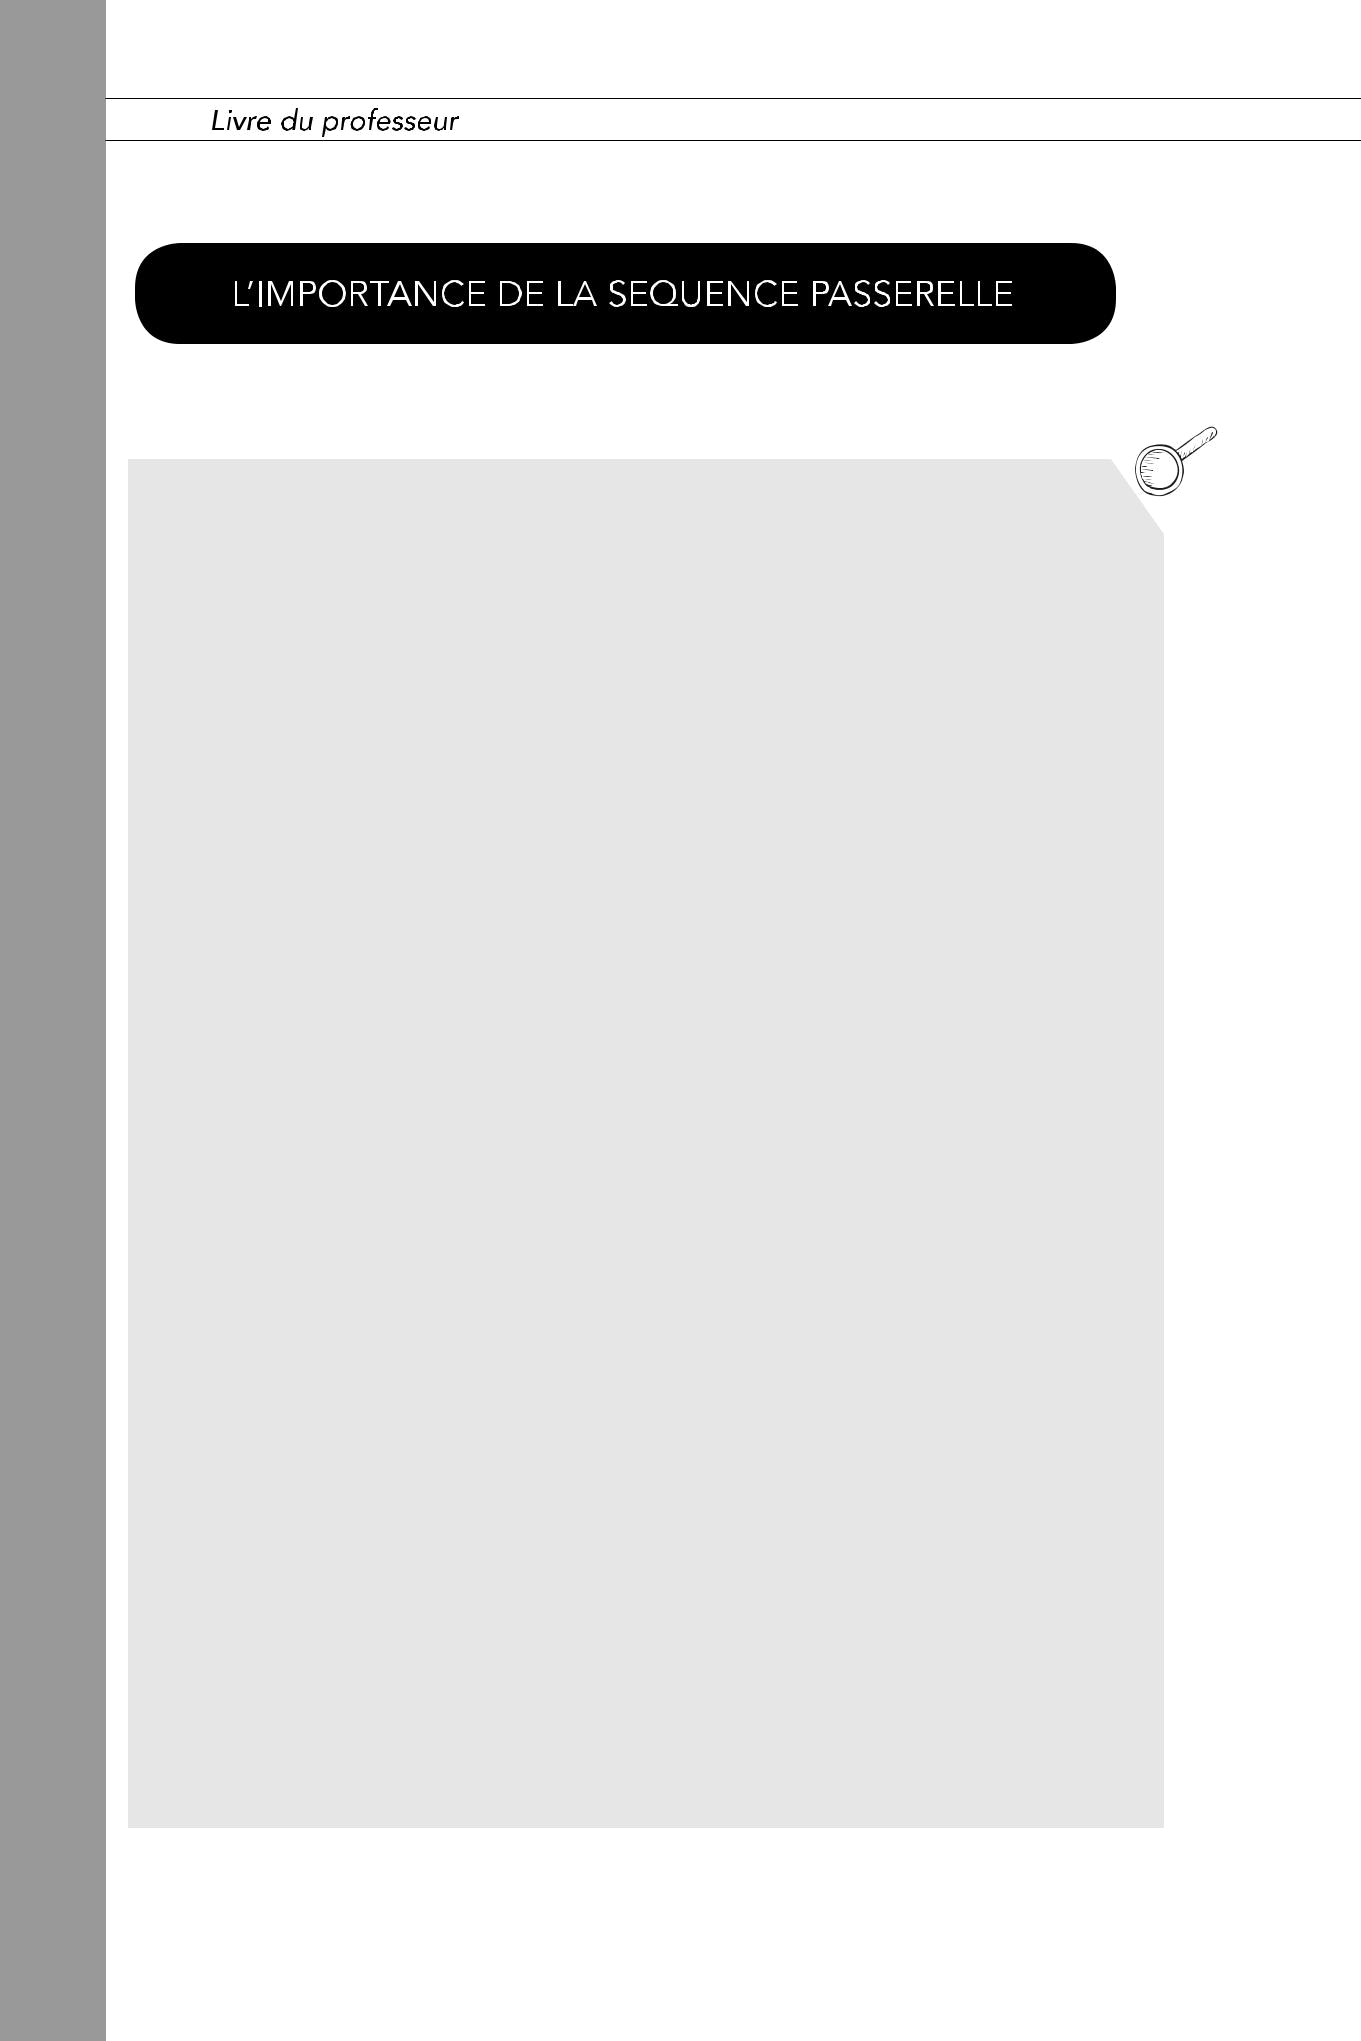 Livre du professeur
L’IMPORTANCE DE LA SEQUENCE PASSERELLE